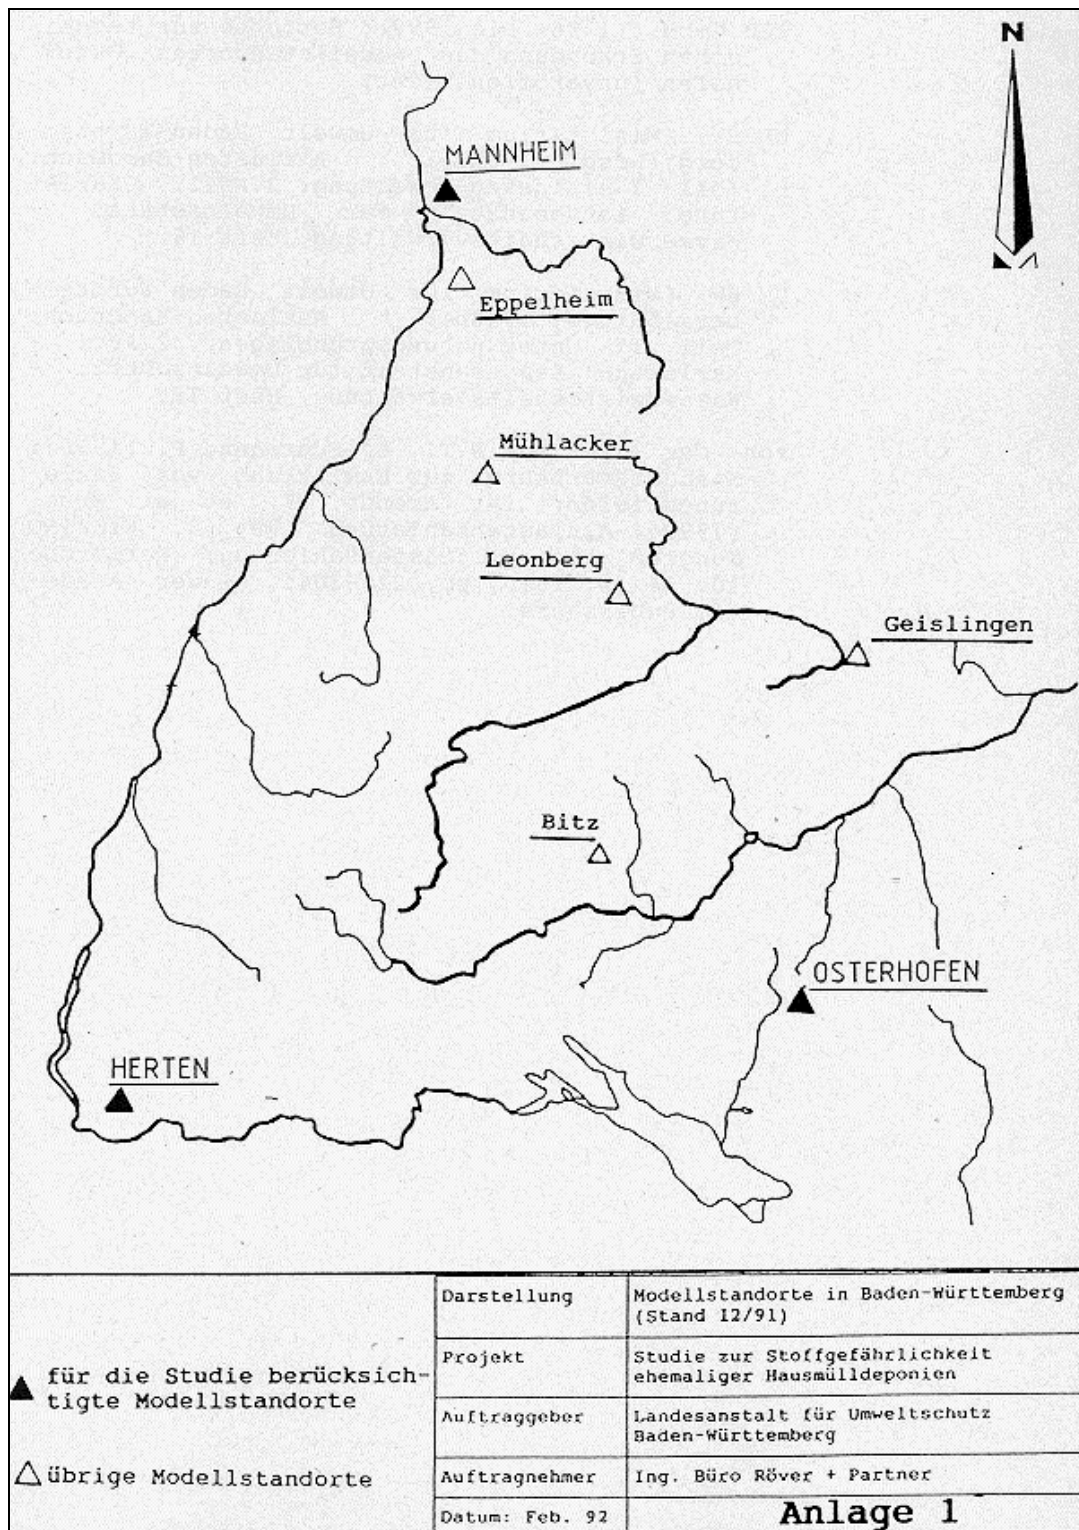 N
MANNHEIM
Eppelheim
Mühlacker
Leonberg
Geislingen
Bitz
OSTERHOFEN
HERTEN
▲ für die Studie berücksich-
tigte Modellstandorte
△ übrige Modellstandorte
Darstellung
Modellstandorte in Baden-Württemberg
(Stand 12/91)
Projekt
Studie zur Stoffgefährlichkeit
ehemaliger Hausmülldeponien
Auftraggeber
Landesanstalt für Umweltschutz
Baden-Württemberg
Auftragnehmer
Ing. Büro Röver + Partner
Datum: Feb. 92
Anlage 1